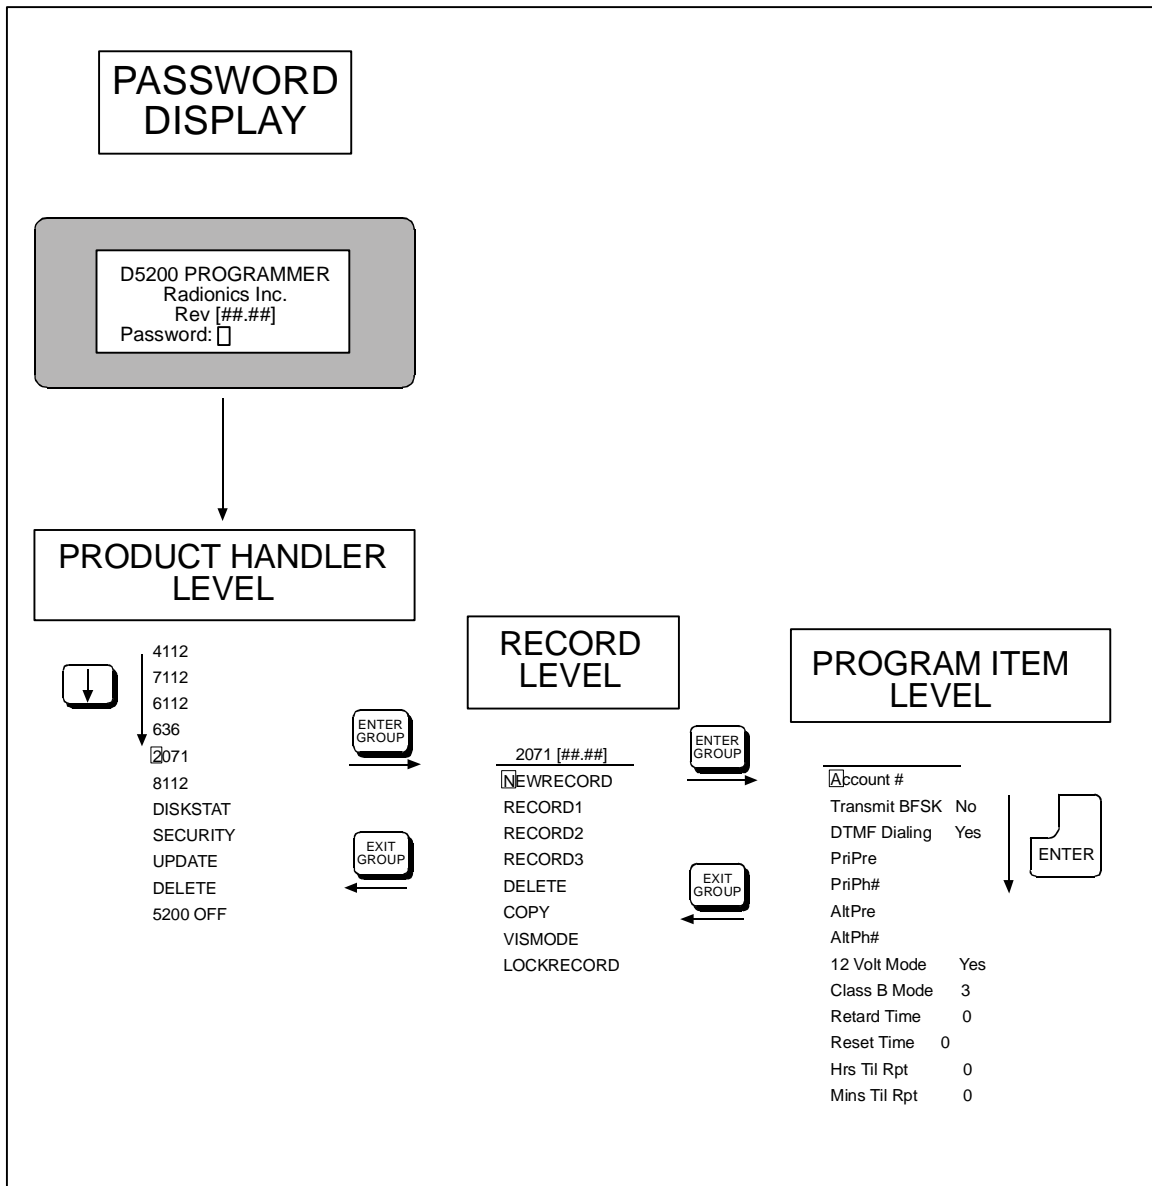 PASSWORD
DISPLAY
D5200 PROGRAMMER
Radionics Inc.
Rev [##.##]
Password:
PRODUCT HANDLER
LEVEL
4112
7112
6112
636
2071
8112
DISKSTAT
SECURITY
UPDATE
DELETE
5200 OFF
ENTER
GROUP
EXIT
GROUP
RECORD
LEVEL
2071 [##.##]
NEWRECORD
RECORD1
RECORD2
RECORD3
DELETE
COPY
VISMODE
LOCKRECORD
ENTER
GROUP
EXIT
GROUP
PROGRAM ITEM
LEVEL
Account #
Transmit BFSK No
DTMF Dialing Yes
PriPre
PriPh#
AltPre
AltPh#
12 Volt Mode Yes
Class B Mode 3
Retard Time 0
Reset Time 0
Hrs Til Rpt 0
Mins Til Rpt 0
ENTER